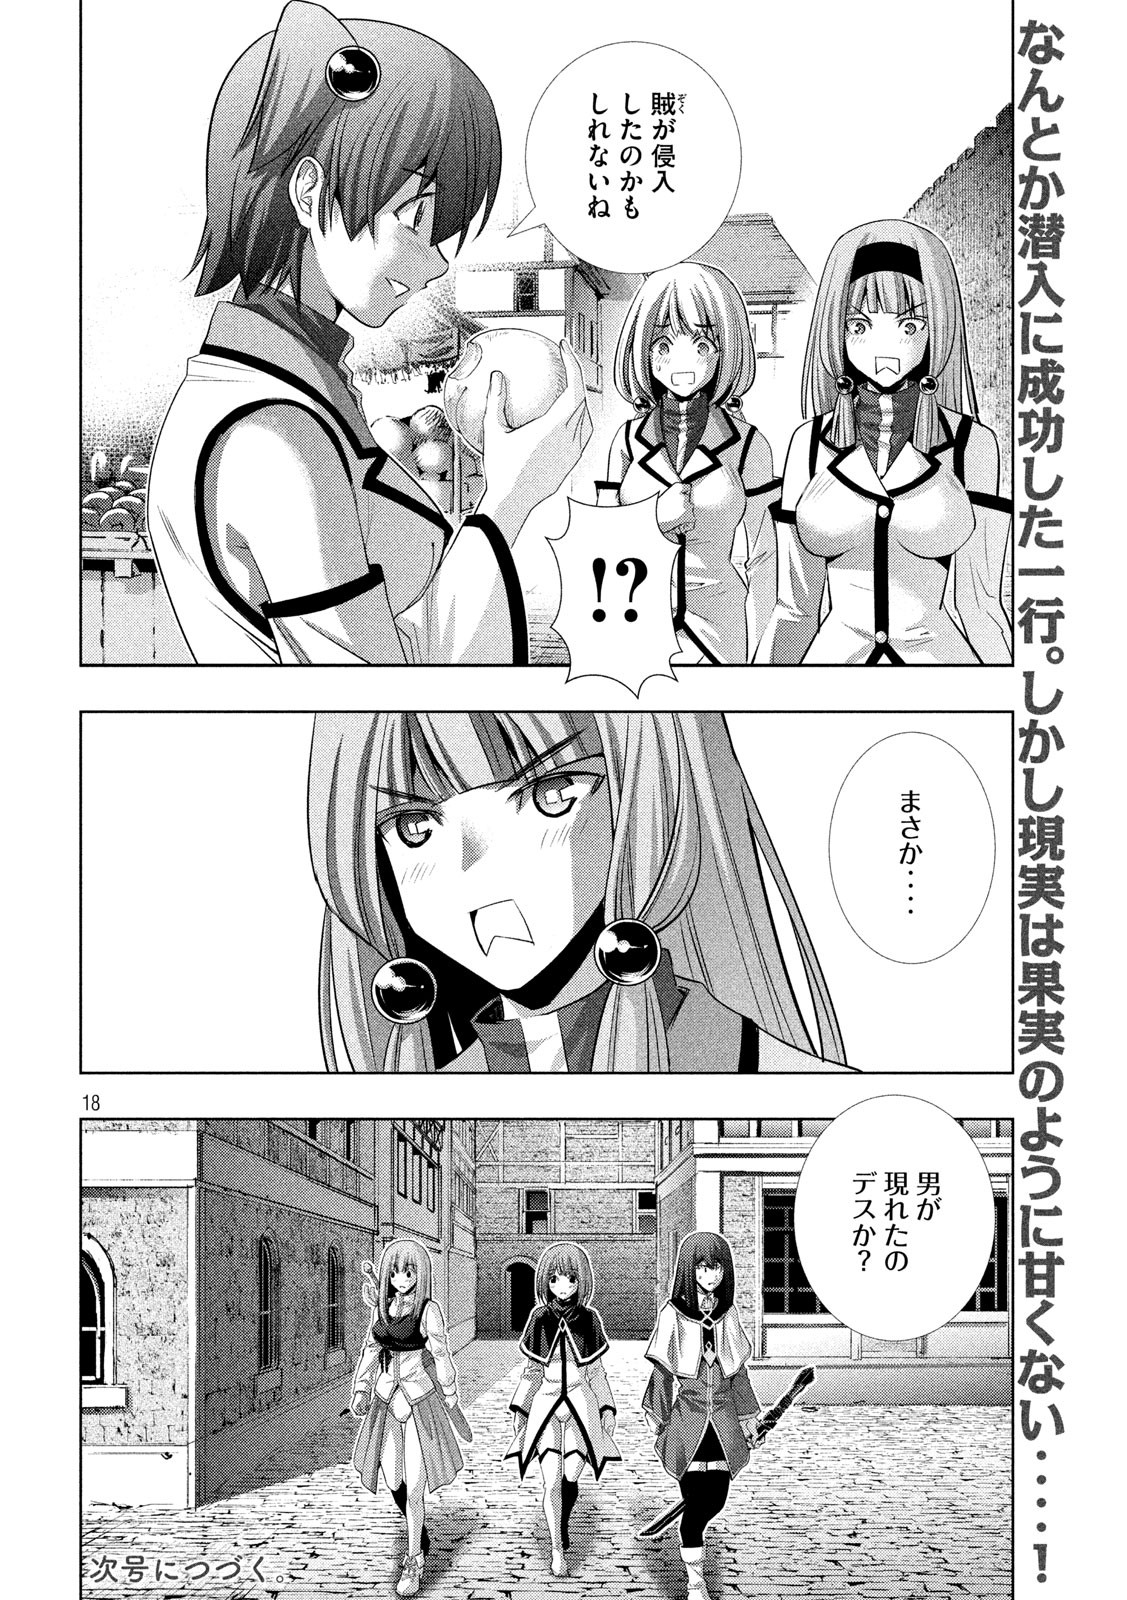 賊が侵入
ぞく
したのかも
しれないね
!?
まさか‥‥
男が
現れたの
デスか?
なんとか潜入に成功した一行。しかし現実は果実のように甘くない‥‥‥!
18
次号につづく。